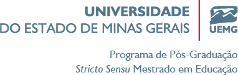 UNIVERSIDADE
DO ESTADO DE MINAS GERAIS
UEMG
Programa de Pós-Graduação
Stricto Sensu Mestrado em Educação